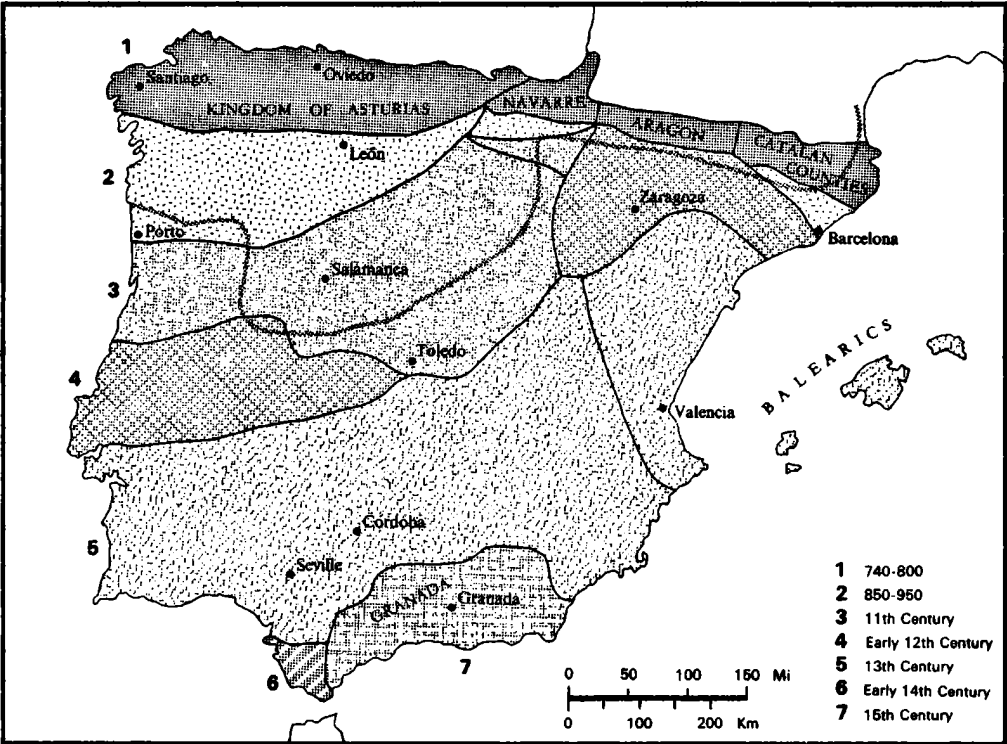 1
Santiago
Oviedo
KINGDOM OF ASTURIAS
NAVARRE
ARAGON
CATALAN
COUNTIES
León
2
Zaragoza
Porto
Barcelona
Salamanca
3
Toledo
4
BALEARICS
Valencia
Córdoba
5
Seville
GRANADA
Granada
6
7
1 740-800
2 850-950
3 11th Century
4 Early 12th Century
5 13th Century
6 Early 14th Century
7 15th Century
0 50 100 150 Mi
0 100 200 Km